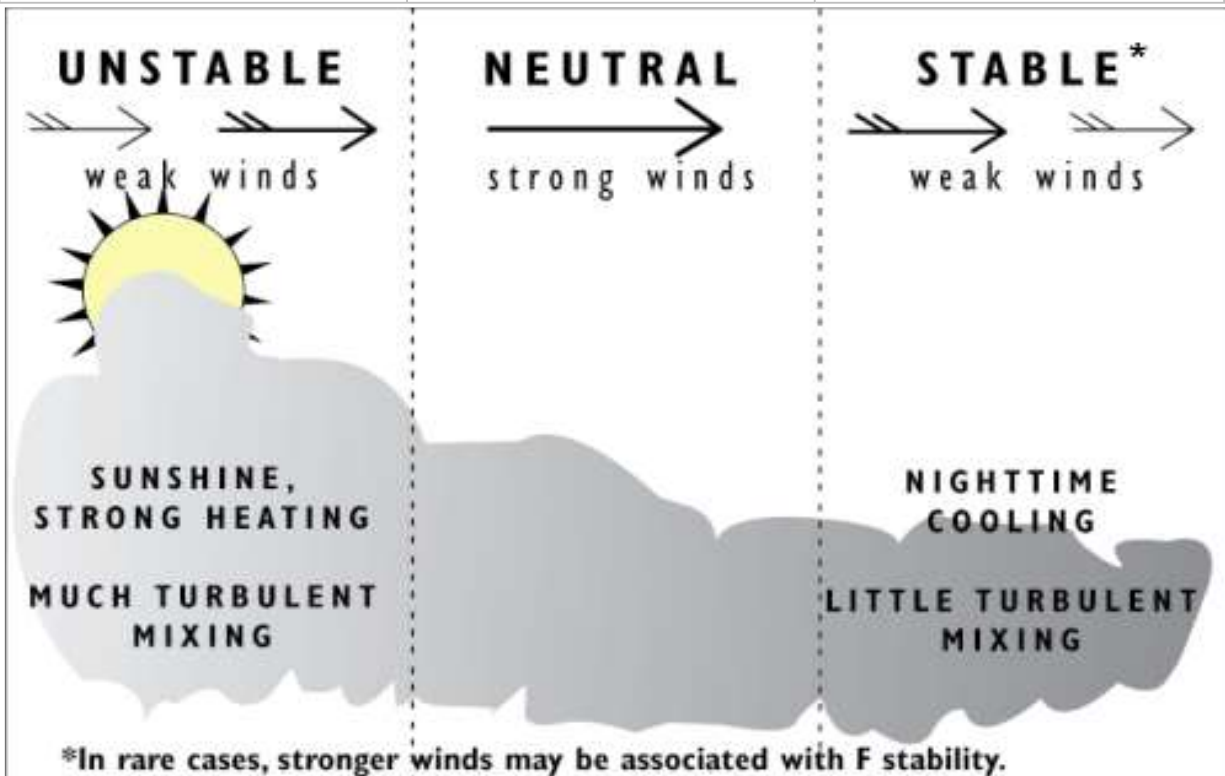 UNSTABLE
weak winds
SUNSHINE,
STRONG HEATING
MUCH TURBULENT
MIXING
NEUTRAL
strong winds
STABLE*
weak winds
NIGHTTIME
COOLING
LITTLE TURBULENT
MIXING
*In rare cases, stronger winds may be associated with F stability.